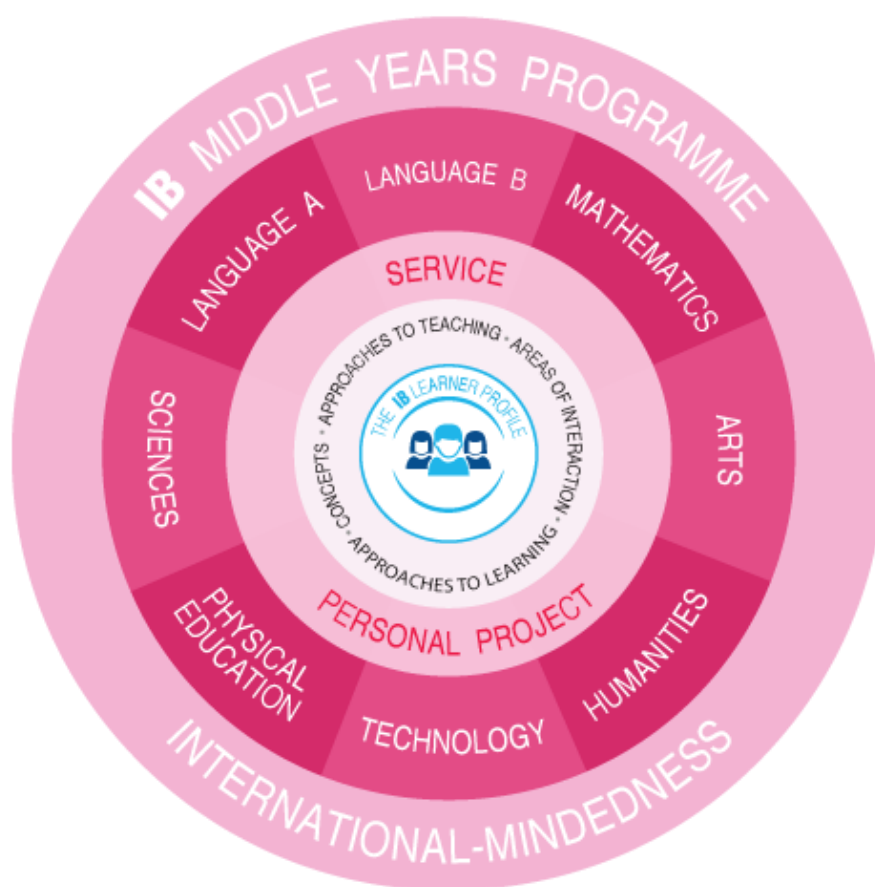 IB MIDDLE YEARS PROGRAMME
LANGUAGE A
LANGUAGE B
MATHEMATICS
ARTS
HUMANITIES
TECHNOLOGY
PHYSICAL
EDUCATION
SCIENCES
SERVICE
PERSONAL PROJECT
APPROACHES TO TEACHING • AREAS OF INTERACTION • APPROACHES TO LEARNING • CONCEPTS •
THE IB LEARNER PROFILE
INTERNATIONAL-MINDEDNESS